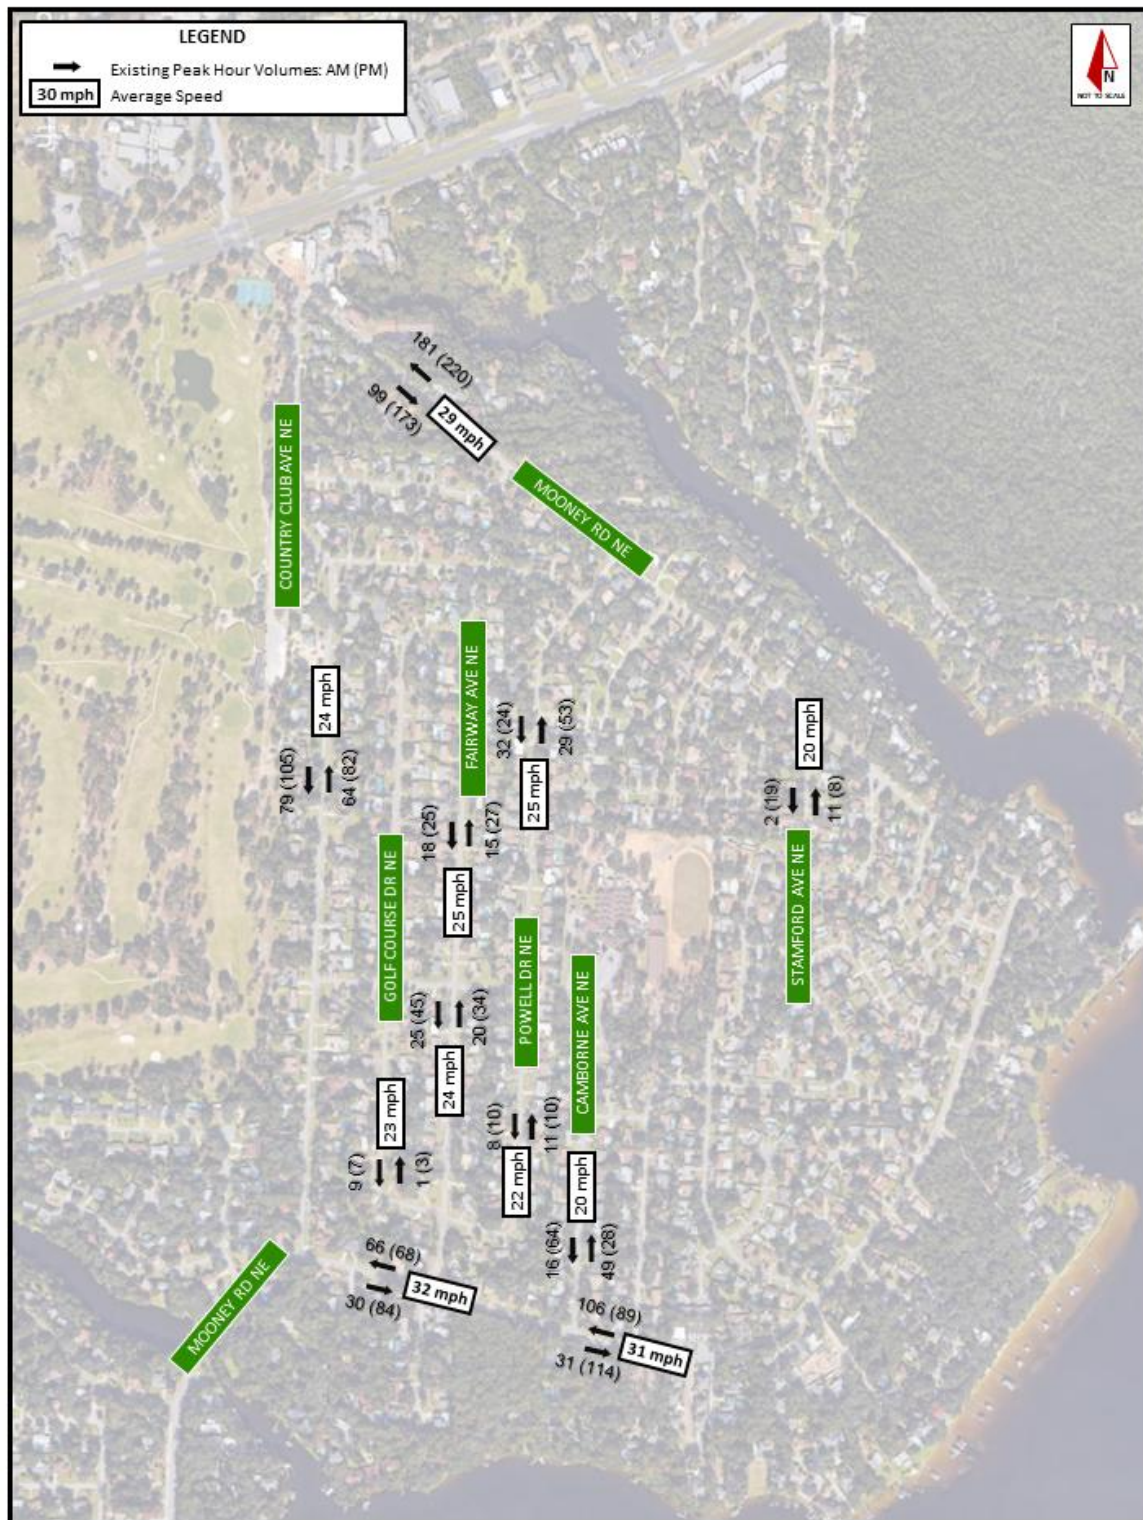 LEGEND
Existing Peak Hour Volumes: AM (PM)
30 mph Average Speed
N
NOT TO SCALE
181 (220)
99 (173)
29 mph
COUNTRY CLUB AVE NE
MOONEY RD NE
24 mph
79 (105)
64 (82)
FAIRWAY AVE NE
32 (24)
29 (53)
25 mph
20 mph
2 (19)
11 (8)
18 (25)
15 (27)
25 mph
GOLF COURSE DR NE
STAMFORD AVE NE
POWELL DR NE
CAMBORNE AVE NE
25 (45)
20 (34)
24 mph
23 mph
9 (7)
1 (3)
8 (10)
11 (10)
22 mph
20 mph
16 (64)
49 (28)
MOONEY RD NE
66 (68)
30 (84)
32 mph
106 (89)
31 (114)
31 mph